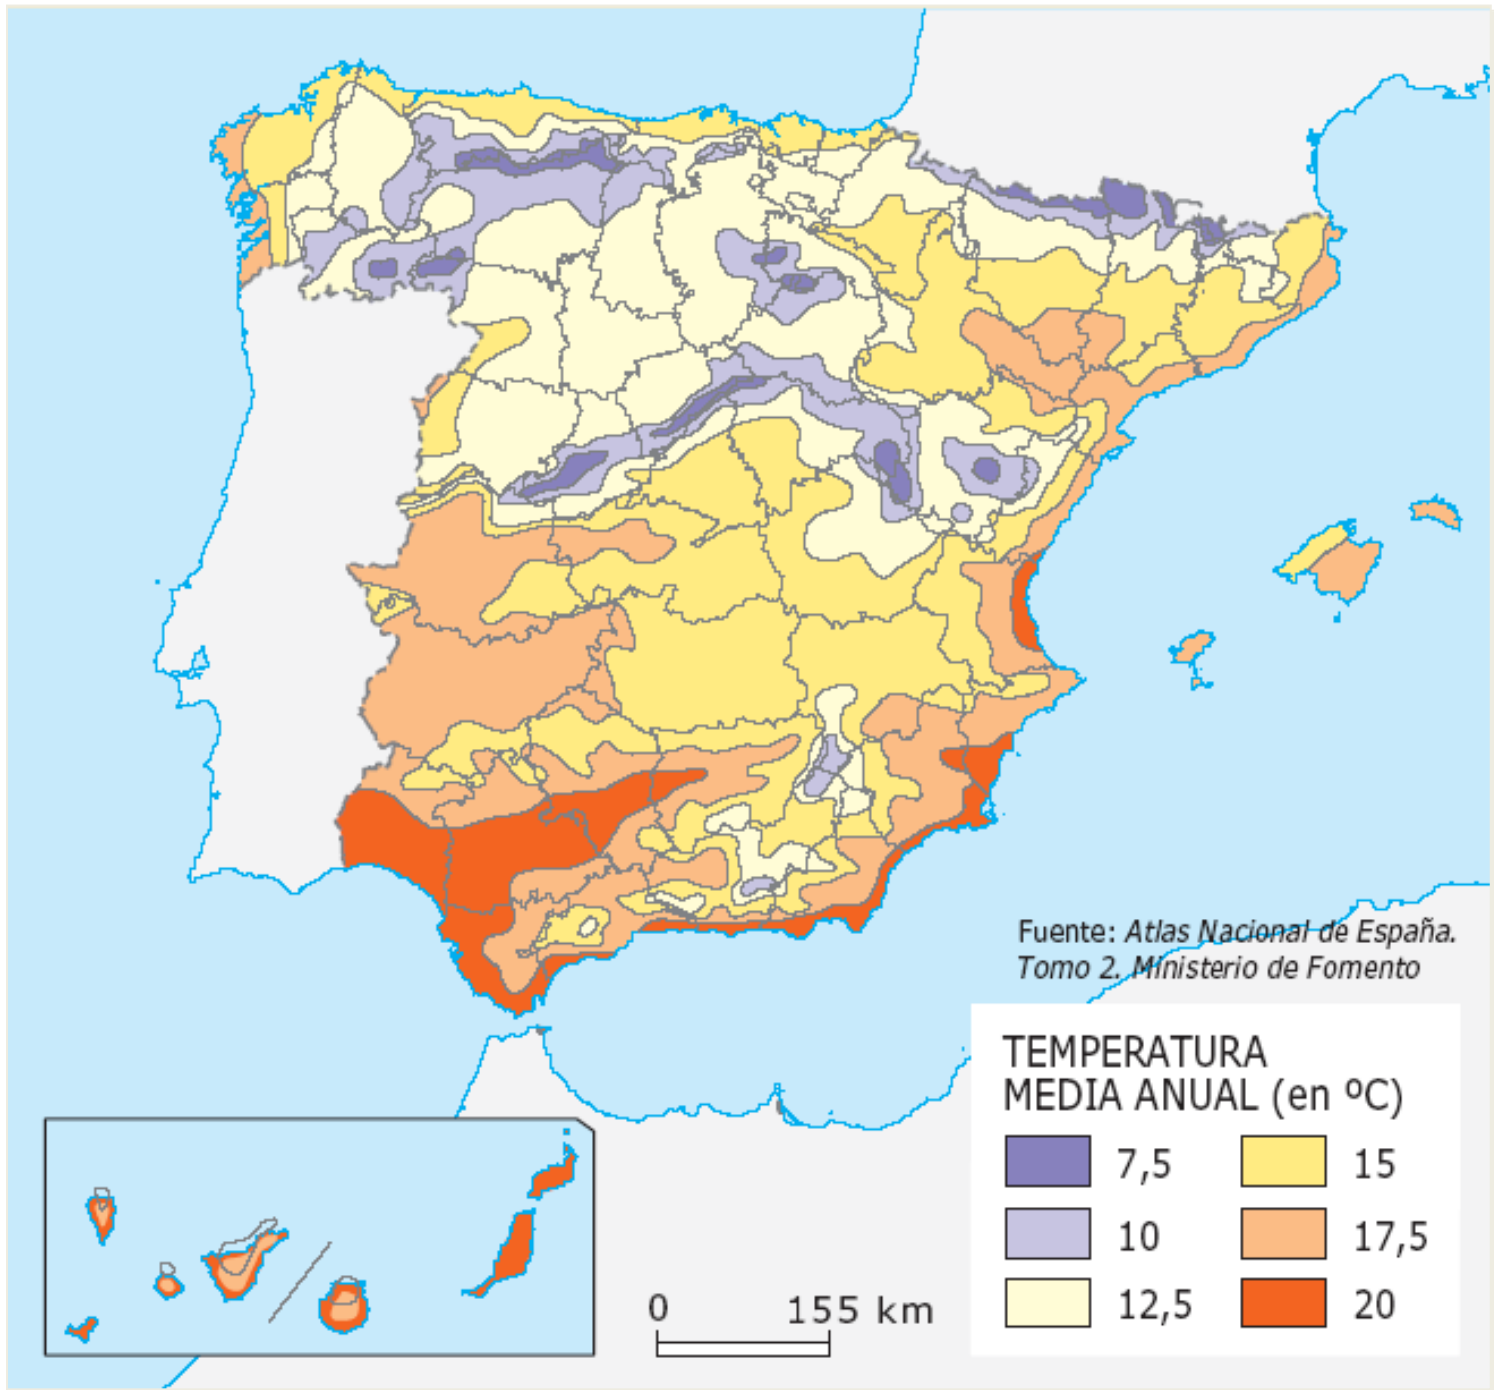 Fuente: Atlas Nacional de España.
Tomo 2. Ministerio de Fomento
TEMPERATURA
MEDIA ANUAL (en ºC)
7,5
15
10
17,5
12,5
20
0
155 km